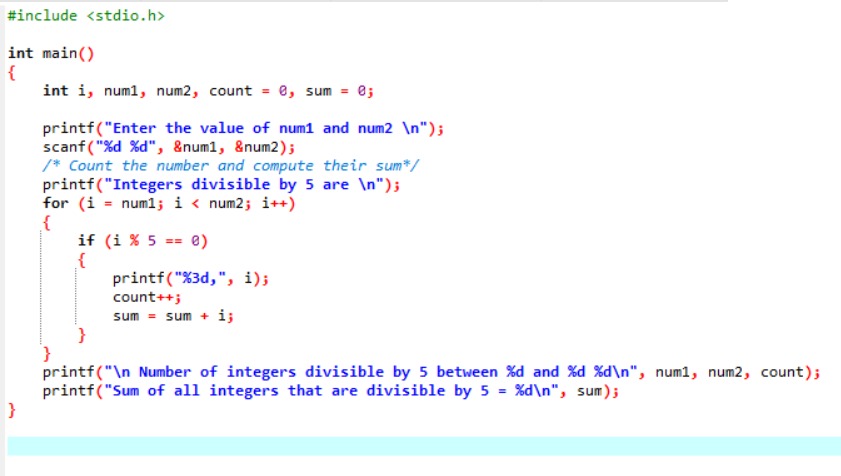 #include <stdio.h>
int main()
{
int i, num1, num2, count = 0, sum = 0;
printf("Enter the value of num1 and num2 \n");
scanf("%d %d", &num1, &num2);
/* Count the number and compute their sum*/
printf("Integers divisible by 5 are \n");
for (i = num1; i < num2; i++)
{
if (i % 5 == 0)
{
printf("%3d,", i);
count++;
sum = sum + i;
}
}
printf("\n Number of integers divisible by 5 between %d and %d %d\n", num1, num2, count);
printf("Sum of all integers that are divisible by 5 = %d\n", sum);
}